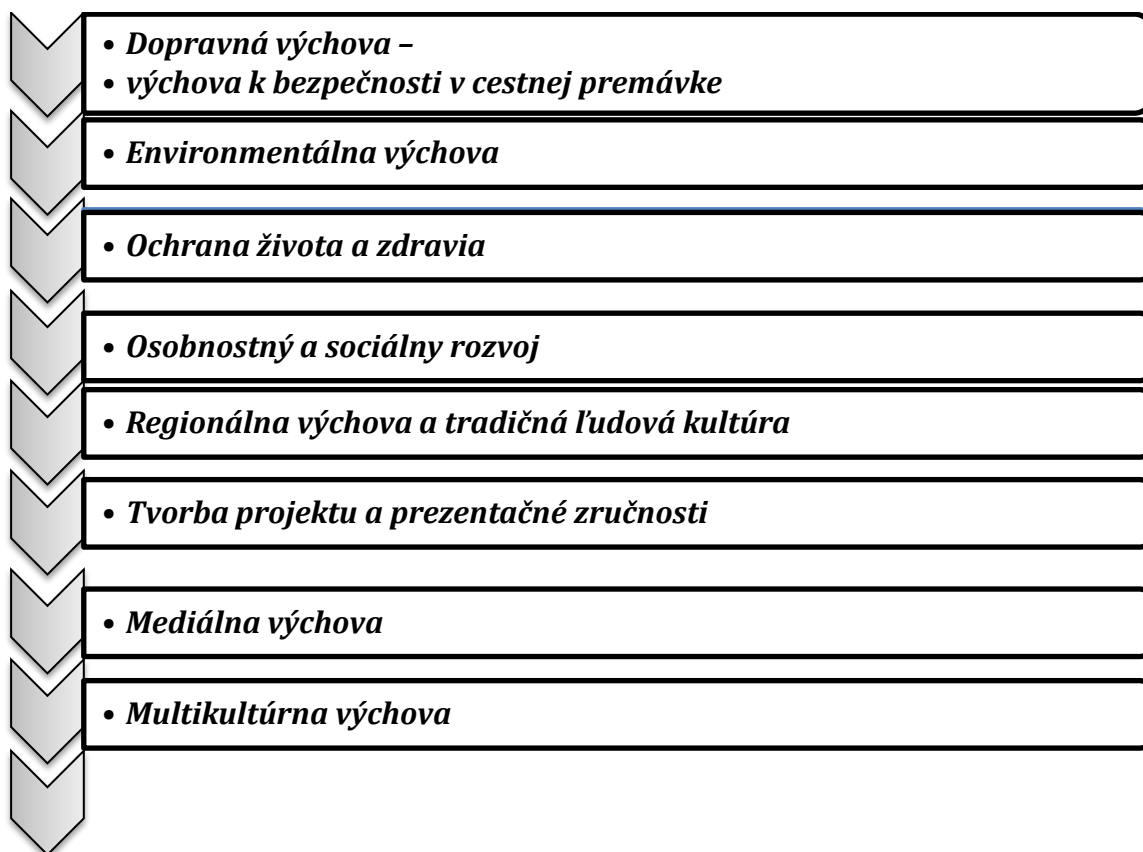 • Dopravná výchova –
• výchova k bezpečnosti v cestnej premávke
• Environmentálna výchova
• Ochrana života a zdravia
• Osobnostný a sociálny rozvoj
• Regionálna výchova a tradičná ľudová kultúra
• Tvorba projektu a prezentačné zručnosti
• Mediálna výchova
• Multikultúrna výchova